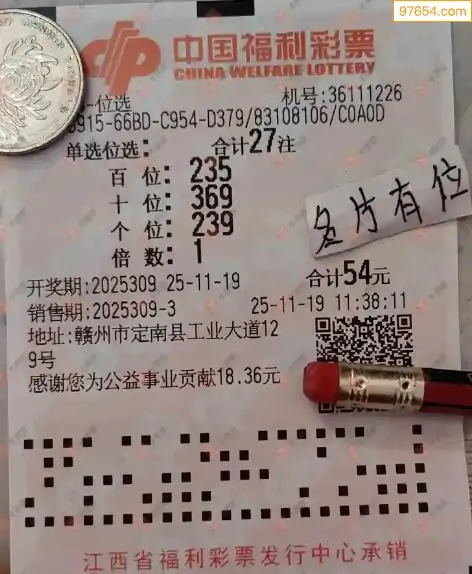 97654.com
中国福利彩票
CHINA WELFARE LOTTERY
-位选 机号:36111226
915-66BD-C954-D379/83108106/C0A0D
单选位选: 合计27注
百位: 235
十位: 369
个位: 239
倍数: 1
名片有位
开奖期:2025309 25-11-19 合计54元
销售期:2025309-3 25-11-19 11:38:11
地址:赣州市定南县工业大道12
9号
感谢您为公益事业贡献18.36元
江西省福利彩票发行中心承销